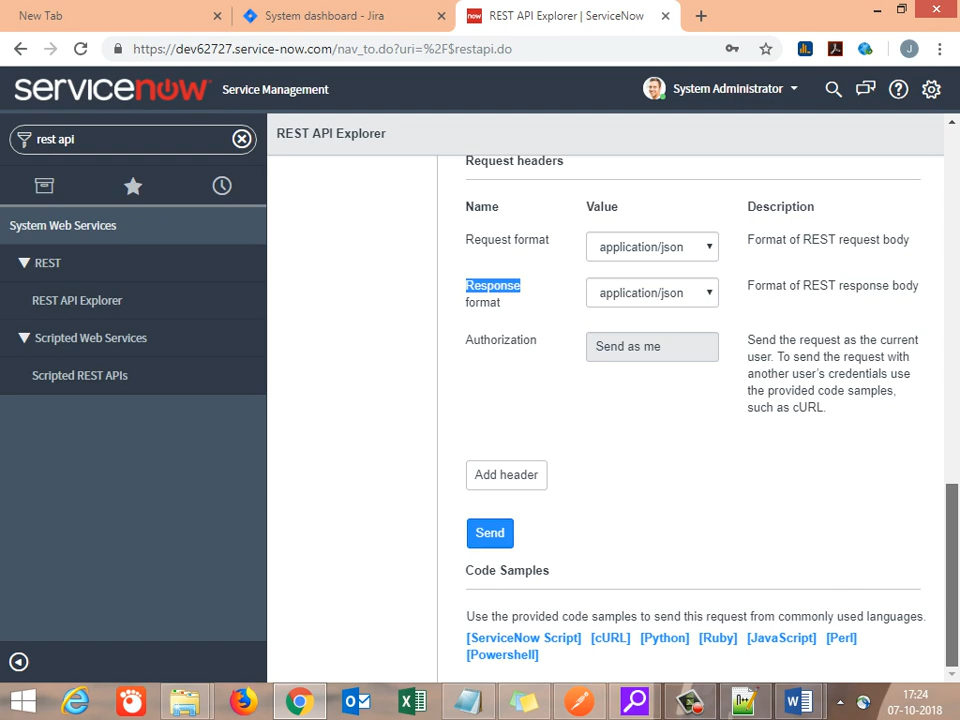 New Tab
System dashboard - Jira
now
REST API Explorer | ServiceNow
https://dev62727.service-now.com/nav_to.do?uri=%2F$restapi.do
J
servicenow
Service Management
System Administrator
rest api
REST API Explorer
System Web Services
REST
REST API Explorer
Scripted Web Services
Scripted REST APIs
Request headers
Name Value Description
Request format application/json Format of REST request body
Response
format
application/json
Format of REST response body
Authorization
Send as me
Send the request as the current
user. To send the request with
another user's credentials use
the provided code samples,
such as cURL.
Add header
Send
Code Samples
Use the provided code samples to send this request from commonly used languages.
[ServiceNow Script] [cURL] [Python] [Ruby] [JavaScript] [Perl]
[Powershell]
17:24
07-10-2018